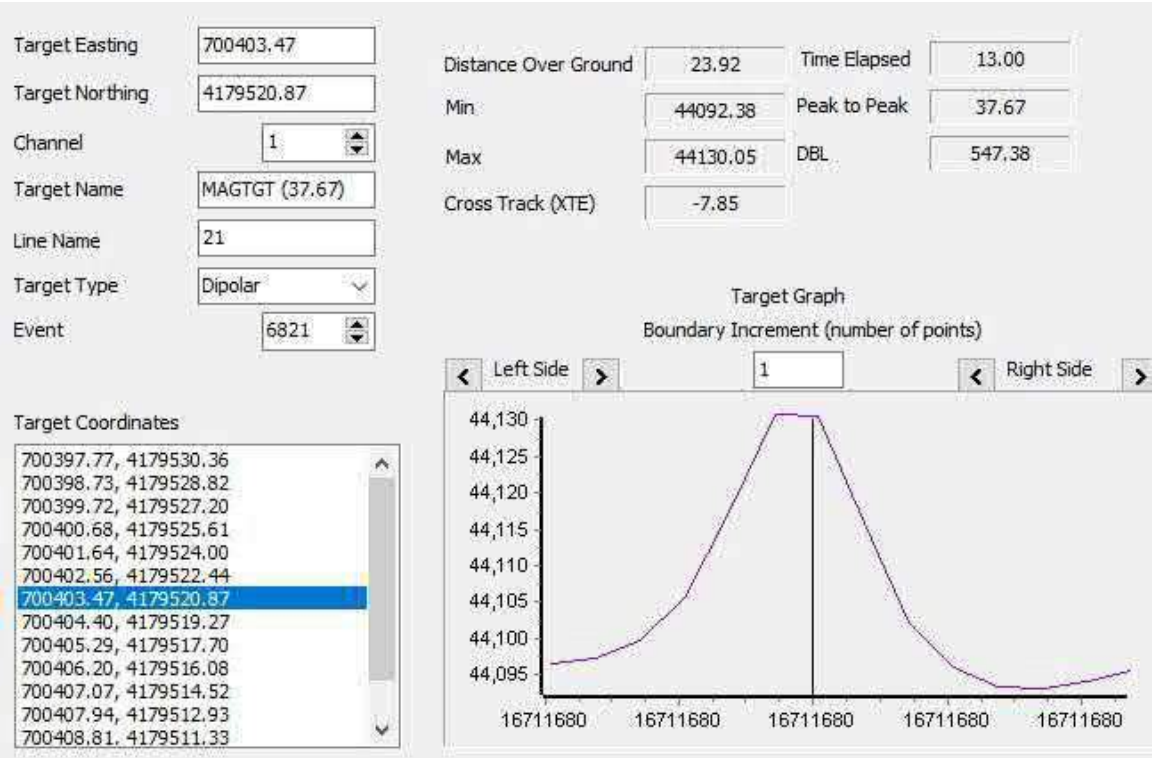 Target Easting 700403.47
Target Northing 4179520.87
Channel 1
Target Name MAGTGT (37.67)
Line Name 21
Target Type Dipolar
Event 6821
Distance Over Ground 23.92 Time Elapsed 13.00
Min 44092.38 Peak to Peak 37.67
Max 44130.05 DBL 547.38
Cross Track (XTE) -7.85
Target Coordinates
700397.77, 4179530.36
700398.73, 4179528.82
700399.72, 4179527.20
700400.68, 4179525.61
700401.64, 4179524.00
700402.56, 4179522.44
700403.47, 4179520.87
700404.40, 4179519.27
700405.29, 4179517.70
700406.20, 4179516.08
700407.07, 4179514.52
700407.94, 4179512.93
700408.81, 4179511.33
Target Graph
Boundary Increment (number of points)
Left Side 1 Right Side
44,130
44,125
44,120
44,115
44,110
44,105
44,100
44,095
16711680 16711680 16711680 16711680 16711680